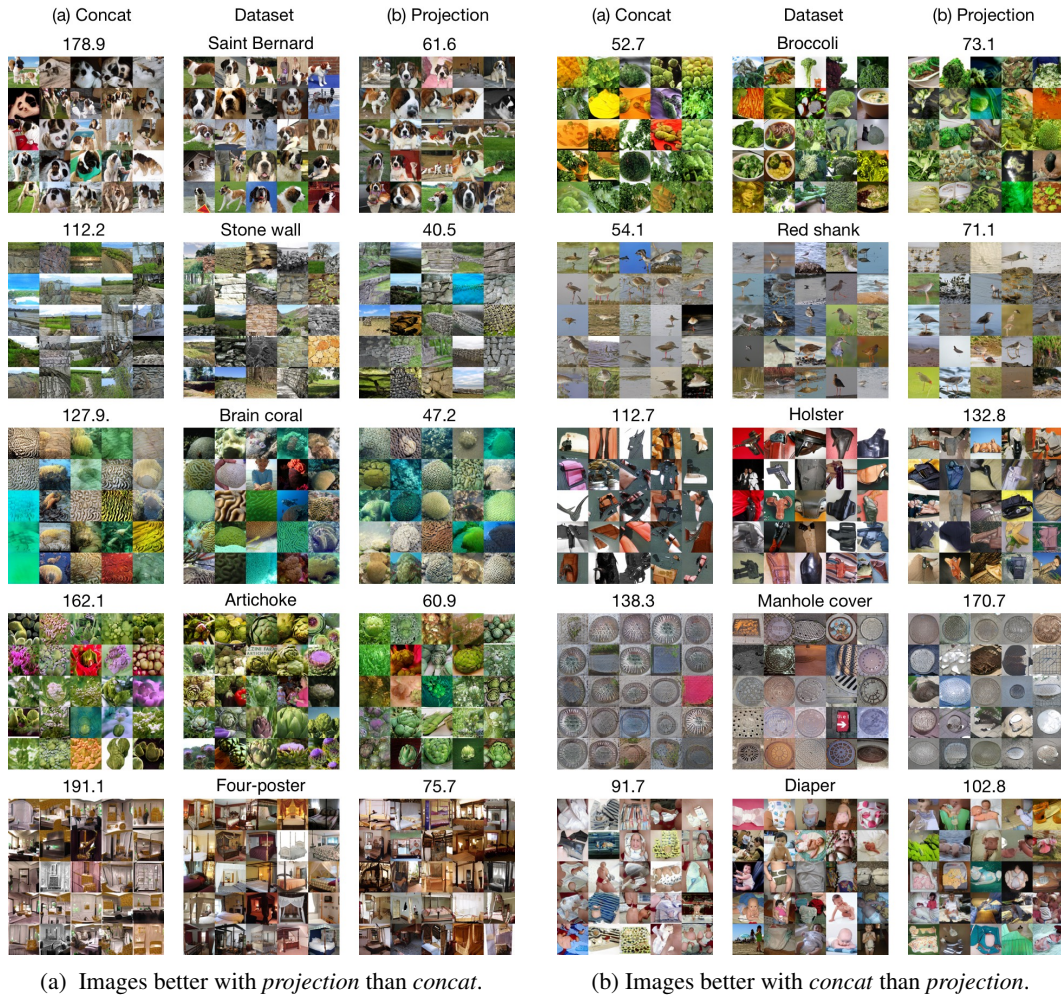 (a) Concat Dataset (b) Projection (a) Concat Dataset (b) Projection
178.9 Saint Bernard 61.6 52.7 Broccoli 73.1
112.2 Stone wall 40.5 54.1 Red shank 71.1
127.9. Brain coral 47.2 112.7 Holster 132.8
162.1 Artichoke 60.9 138.3 Manhole cover 170.7
191.1 Four-poster 75.7 91.7 Diaper 102.8
(a) Images better with projection than concat. (b) Images better with concat than projection.